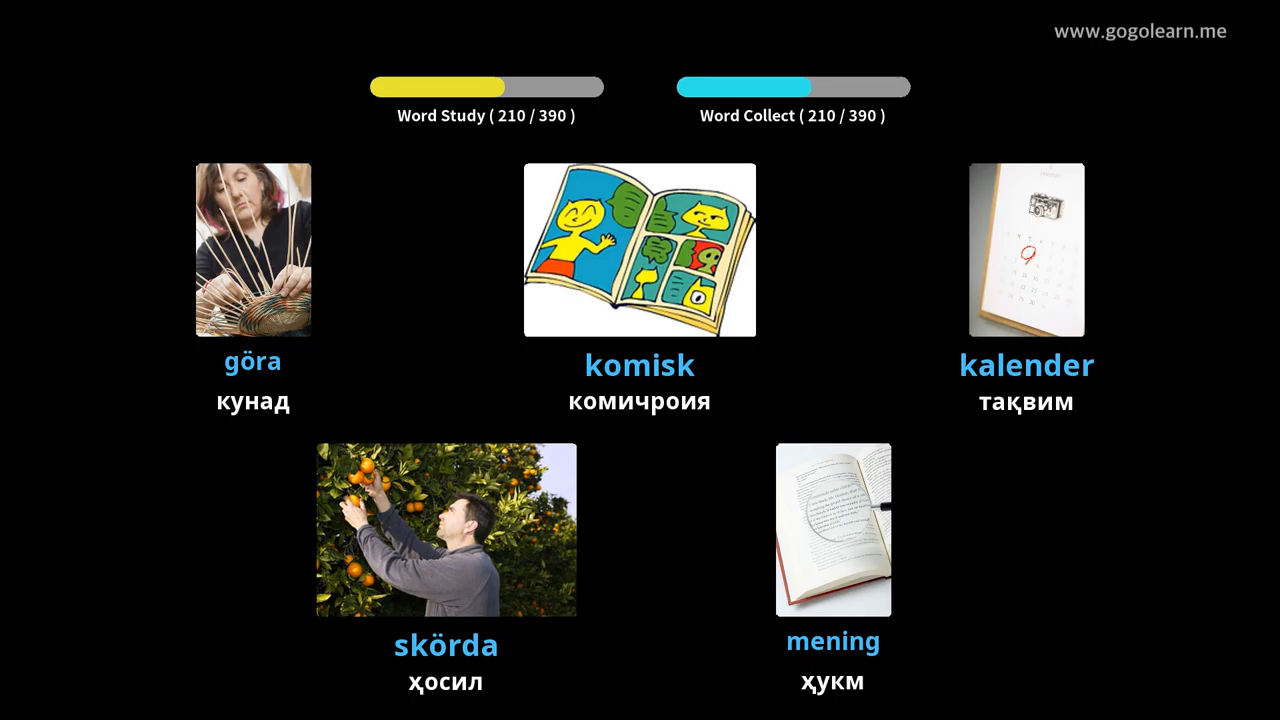 www.gogolearn.me
Word Study ( 210 / 390 )
Word Collect ( 210 / 390 )
göra
кунад
komisk
комичроия
kalender
тақвим
skörda
ҳосил
mening
ҳукм